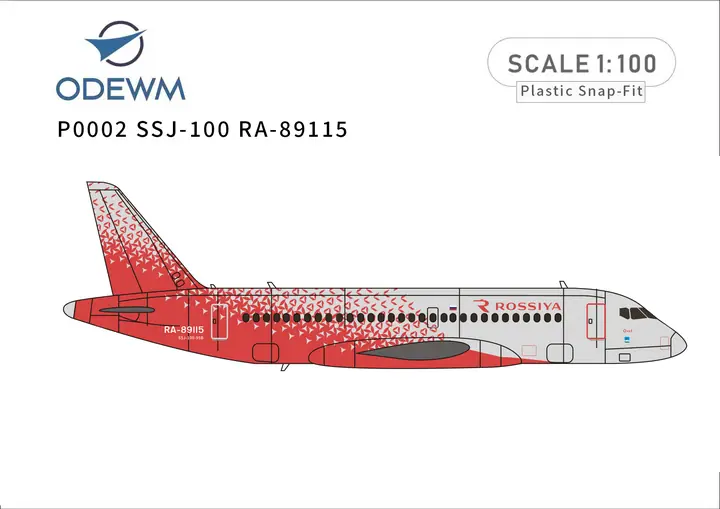 ODEWM
SCALE 1:100
Plastic Snap-Fit
P0002 SSJ-100 RA-89115
ROSSIYA
RA-89115